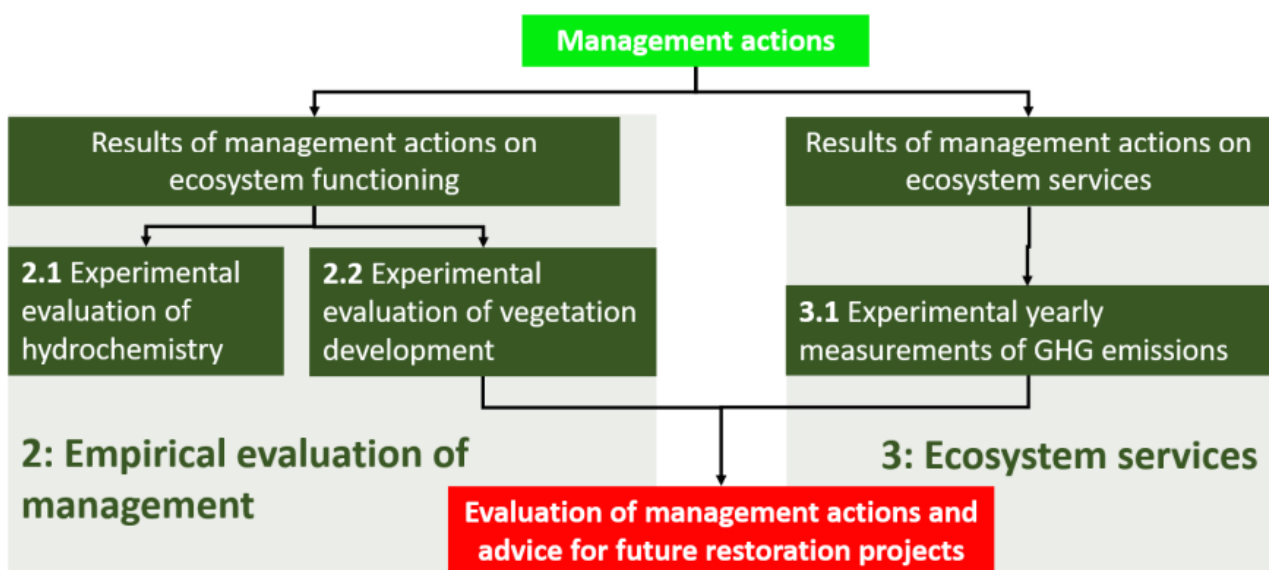 Management actions
Results of management actions on
ecosystem functioning
Results of management actions on
ecosystem services
2.1 Experimental
evaluation of
hydrochemistry
2.2 Experimental
evaluation of vegetation
development
3.1 Experimental yearly
measurements of GHG emissions
2: Empirical evaluation of
management
3: Ecosystem services
Evaluation of management actions and
advice for future restoration projects